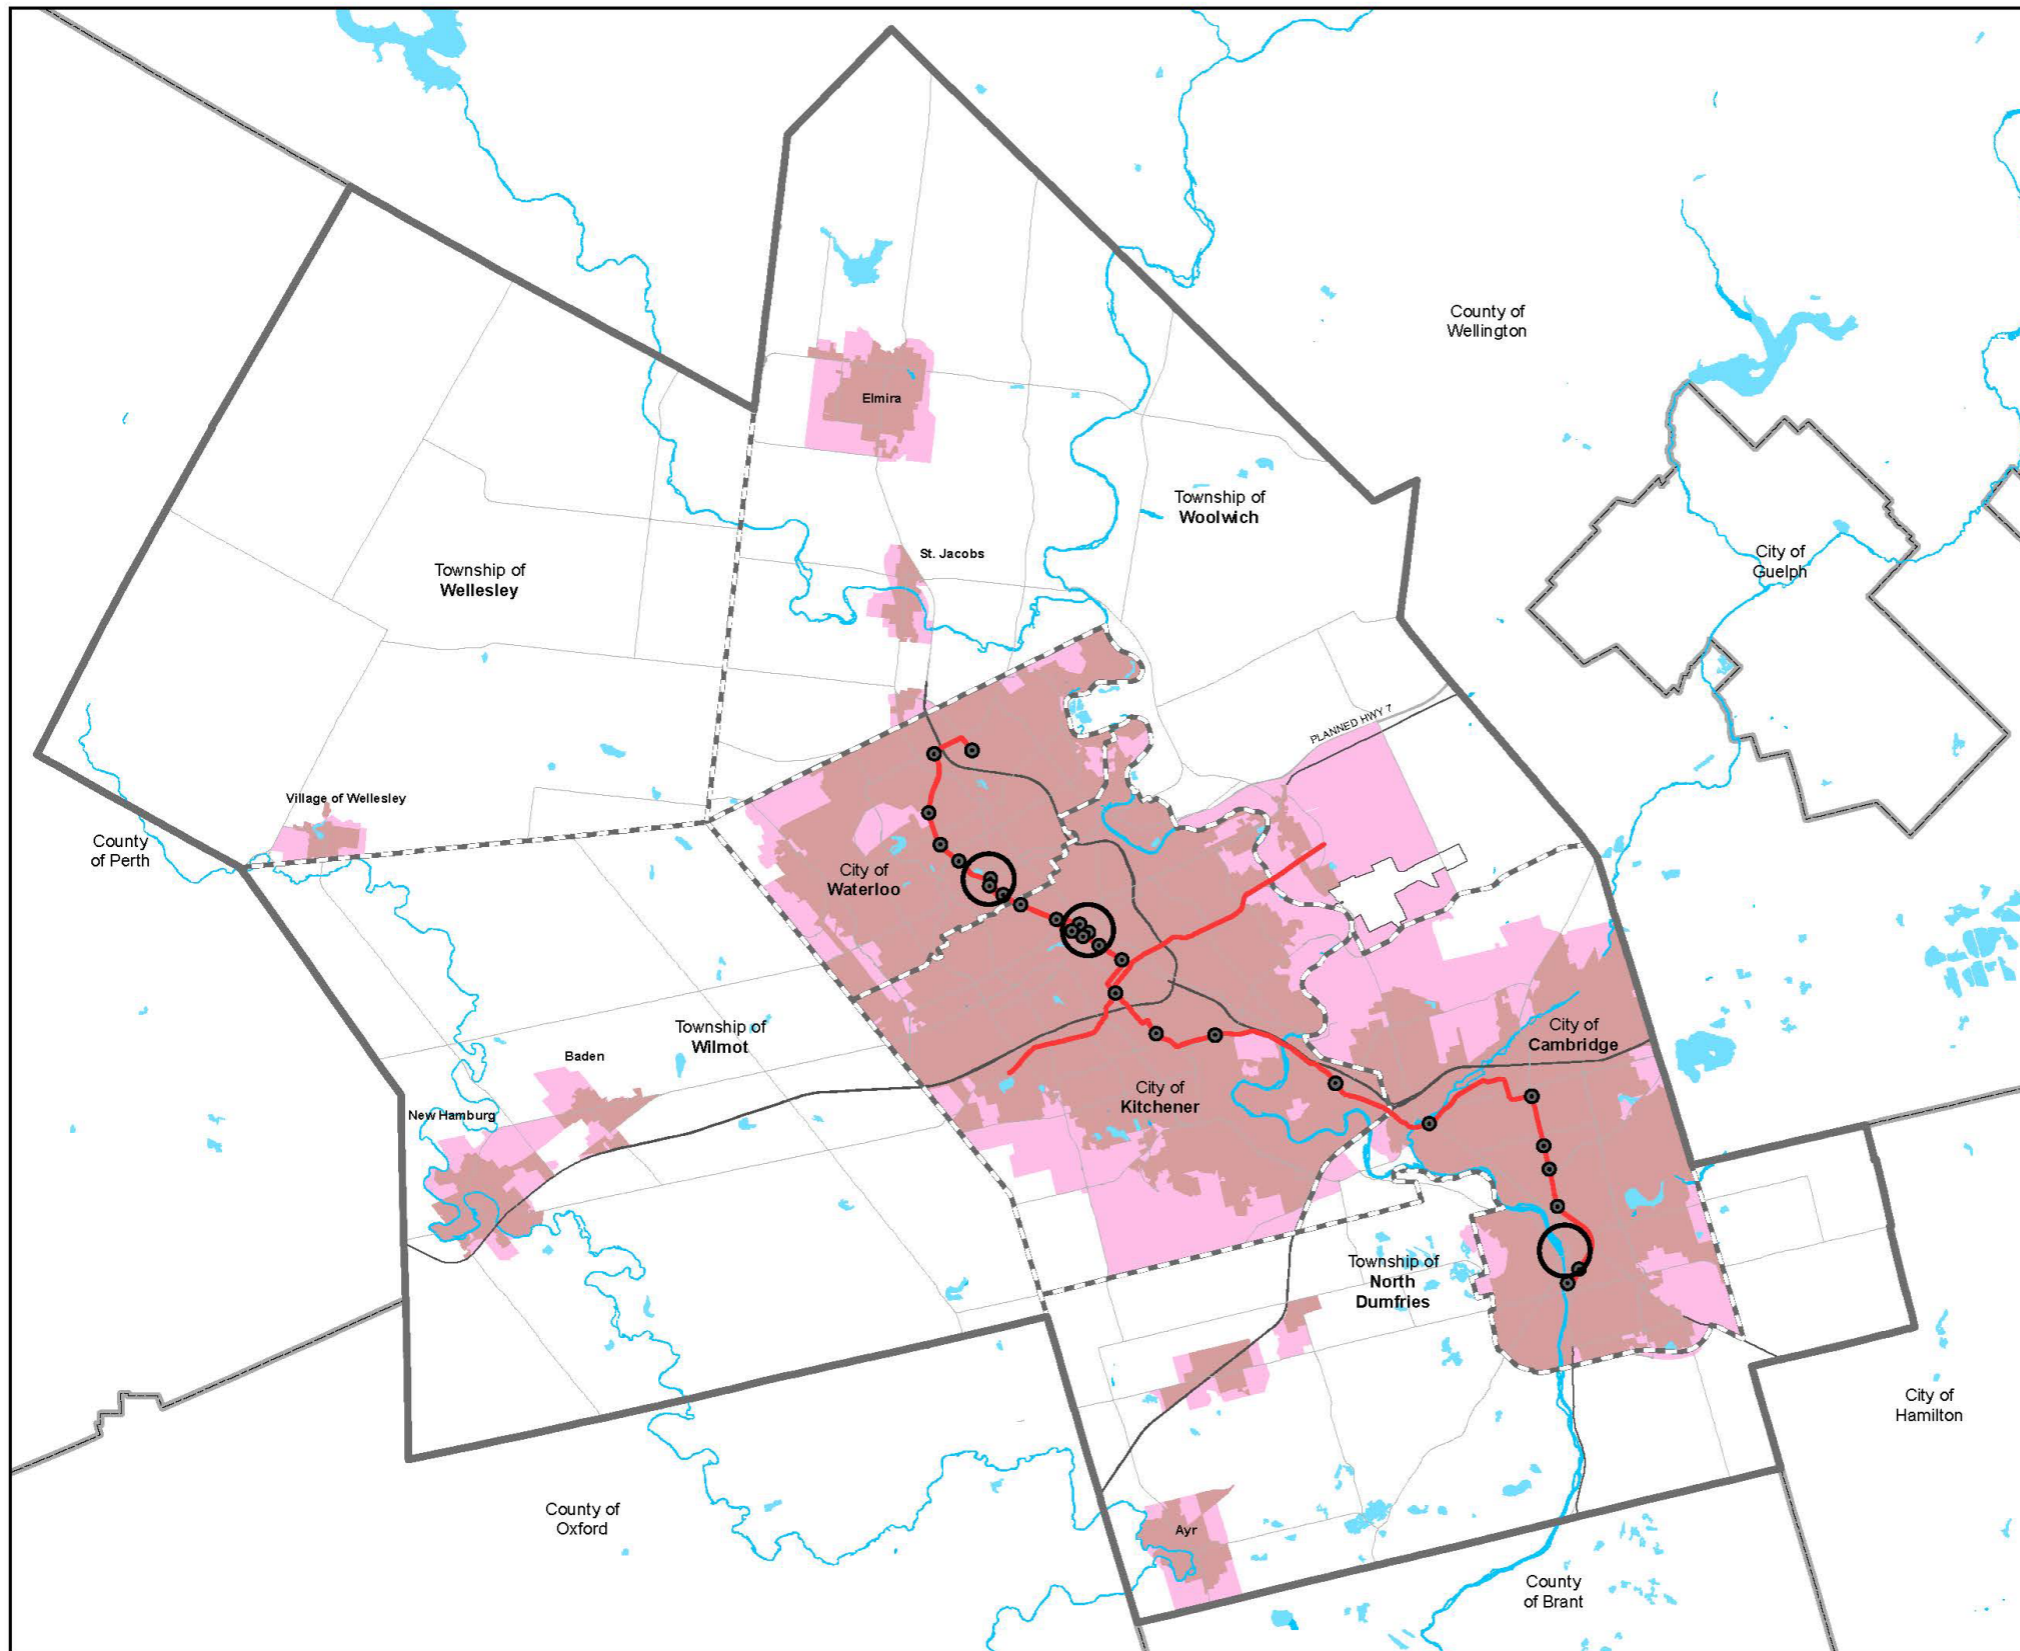 County of
Wellington
Elmira
Township of
Woolwich
St. Jacobs
City of
Guelph
Township of
Wellesley
PLANNED HWY 7
Village of Wellesley
County
of Perth
City of
Waterloo
Township of
Wilmot
Baden
City of
Cambridge
New Hamburg
City of
Kitchener
Township of
North
Dumfries
City of
Hamilton
County of
Oxford
Ayr
County
of Brant